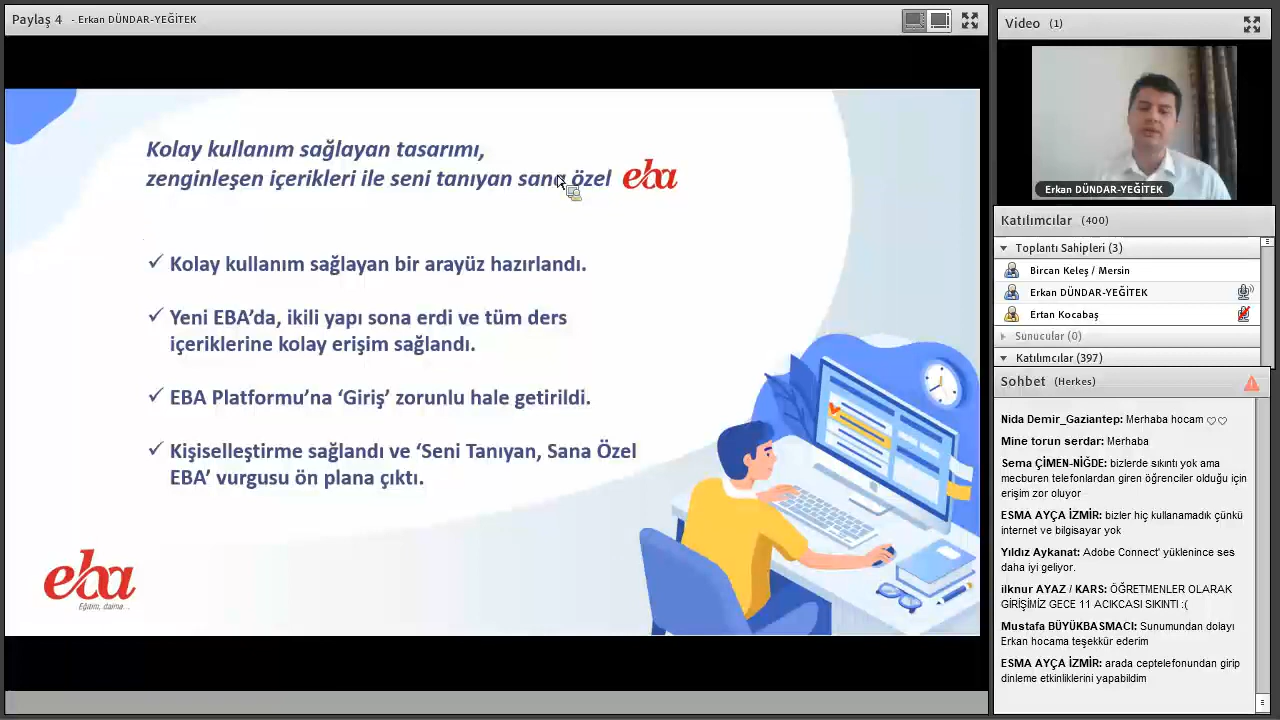 Paylaş 4 - Erkan DÜNDAR-YEĞİTEK
Kolay kullanım sağlayan tasarımı,
zenginleşen içerikleri ile seni tanıyan sana özel eba
✓ Kolay kullanım sağlayan bir arayüz hazırlandı.
✓ Yeni EBA’da, ikili yapı sona erdi ve tüm ders
içeriklerine kolay erişim sağlandı.
✓ EBA Platformu’na ‘Giriş’ zorunlu hale getirildi.
✓ Kişiselleştirme sağlandı ve ‘Seni Tanıyan, Sana Özel
EBA’ vurgusu ön plana çıktı.
eba
Eğitim, daima...
Video (1)
Erkan DÜNDAR-YEĞİTEK
Katılımcılar (400)
Toplantı Sahipleri (3)
Bircan Keleş / Mersin
Erkan DÜNDAR-YEĞİTEK
Ertan Kocabaş
Sunucular (0)
Katılımcılar (397)
Sohbet (Herkes)
Nida Demir_Gaziantep: Merhaba hocam ♡♡
Mine torun serdar: Merhaba
Sema ÇİMEN-NİĞDE: bizlerde sıkıntı yok ama
mecburen telefonlardan giren öğrenciler olduğu için
erişim zor oluyor
ESMA AYÇA İZMİR: bizler hiç kullanamadık çünkü
internet ve bilgisayar yok
Yıldız Aykanat: Adobe Connect' yüklenince ses
daha iyi geliyor.
ilknur AYAZ / KARS: ÖĞRETMENLER OLARAK
GİRİŞİMİZ GECE 11 ACIKCASI SIKINTI :(
Mustafa BÜYÜKBASMACI: Sunumundan dolayı
Erkan hocama teşekkür ederim
ESMA AYÇA İZMİR: arada ceptelefonundan girip
dinleme etkinliklerini yapabildim